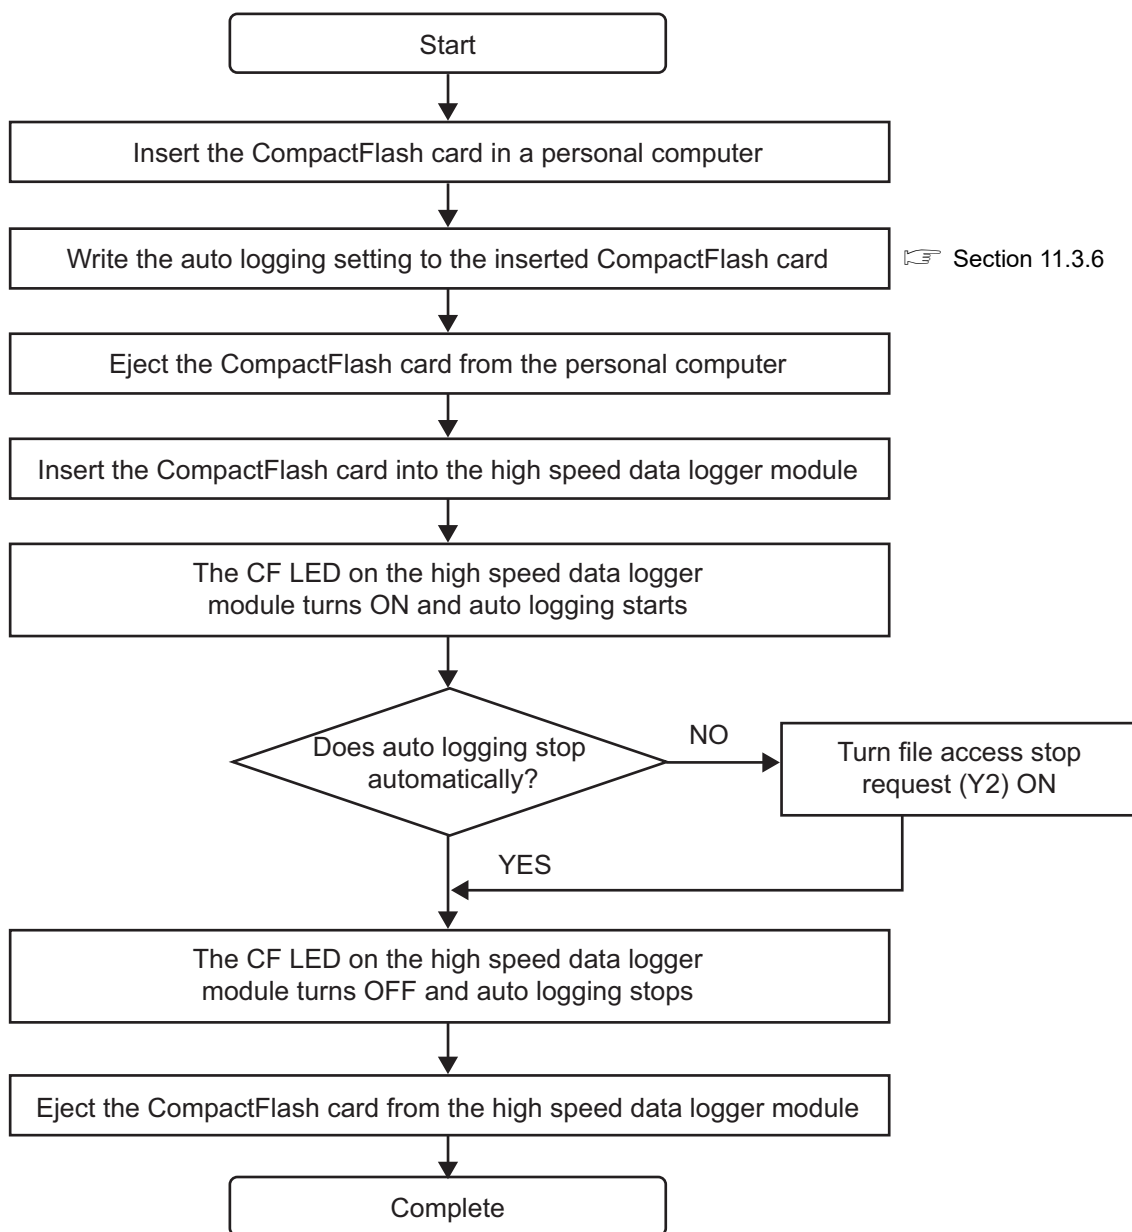 Start
Insert the CompactFlash card in a personal computer
Write the auto logging setting to the inserted CompactFlash card
Section 11.3.6
Eject the CompactFlash card from the personal computer
Insert the CompactFlash card into the high speed data logger module
The CF LED on the high speed data logger
module turns ON and auto logging starts
Does auto logging stop
automatically?
NO
Turn file access stop
request (Y2) ON
YES
The CF LED on the high speed data logger
module turns OFF and auto logging stops
Eject the CompactFlash card from the high speed data logger module
Complete